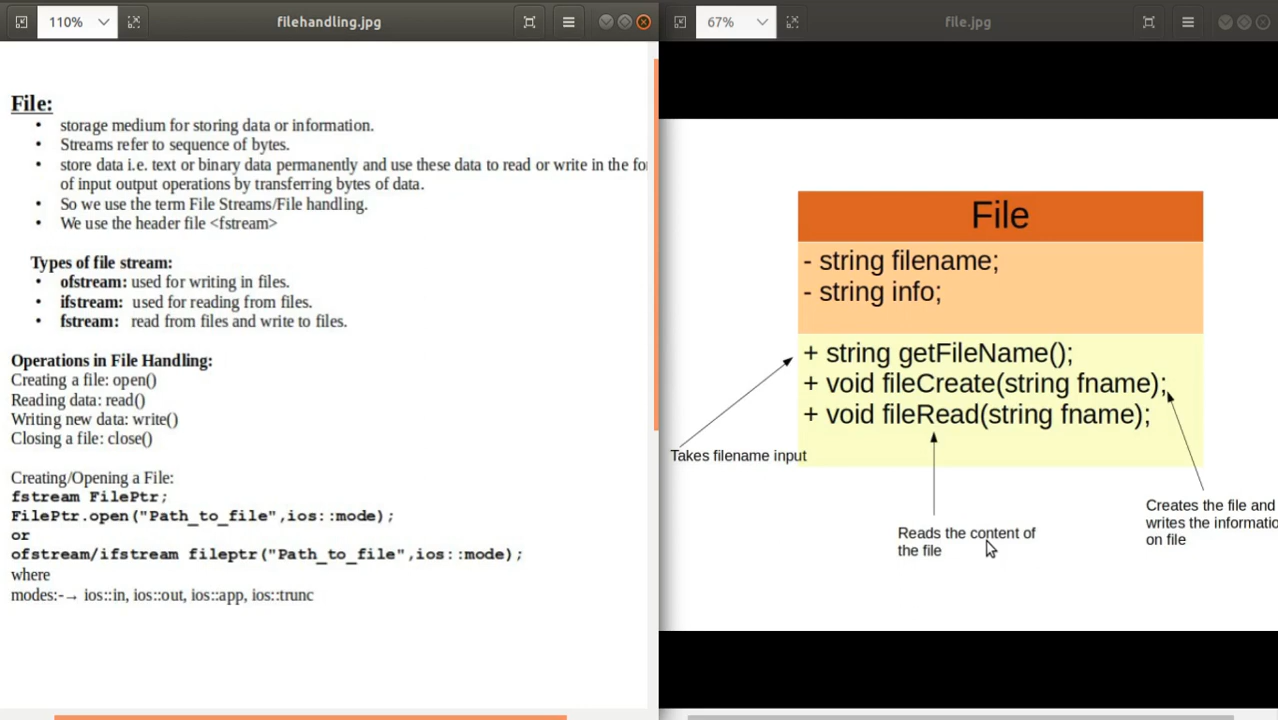 110%
filehandling.jpg
File:
• storage medium for storing data or information.
• Streams refer to sequence of bytes.
• store data i.e. text or binary data permanently and use these data to read or write in the fo
of input output operations by transferring bytes of data.
• So we use the term File Streams/File handling.
• We use the header file <fstream>
Types of file stream:
• ofstream: used for writing in files.
• ifstream: used for reading from files.
• fstream: read from files and write to files.
Operations in File Handling:
Creating a file: open()
Reading data: read()
Writing new data: write()
Closing a file: close()
Creating/Opening a File:
fstream FilePtr;
FilePtr.open("Path_to_file",ios::mode);
or
ofstream/ifstream fileptr("Path_to_file",ios::mode);
where
modes:-→ ios::in, ios::out, ios::app, ios::trunc
67%
file.jpg
File
- string filename;
- string info;
+ string getFileName();
+ void fileCreate(string fname);
+ void fileRead(string fname);
Takes filename input
Reads the content of
the file
Creates the file and
writes the informatio
on file